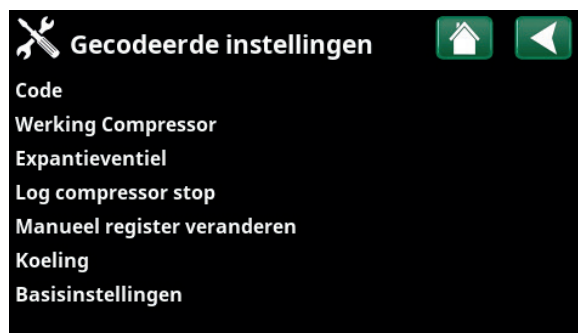 Gecodeerde instellingen
Code
Werking Compressor
Expantieventiel
Log compressor stop
Manueel register veranderen
Koeling
Basisinstellingen